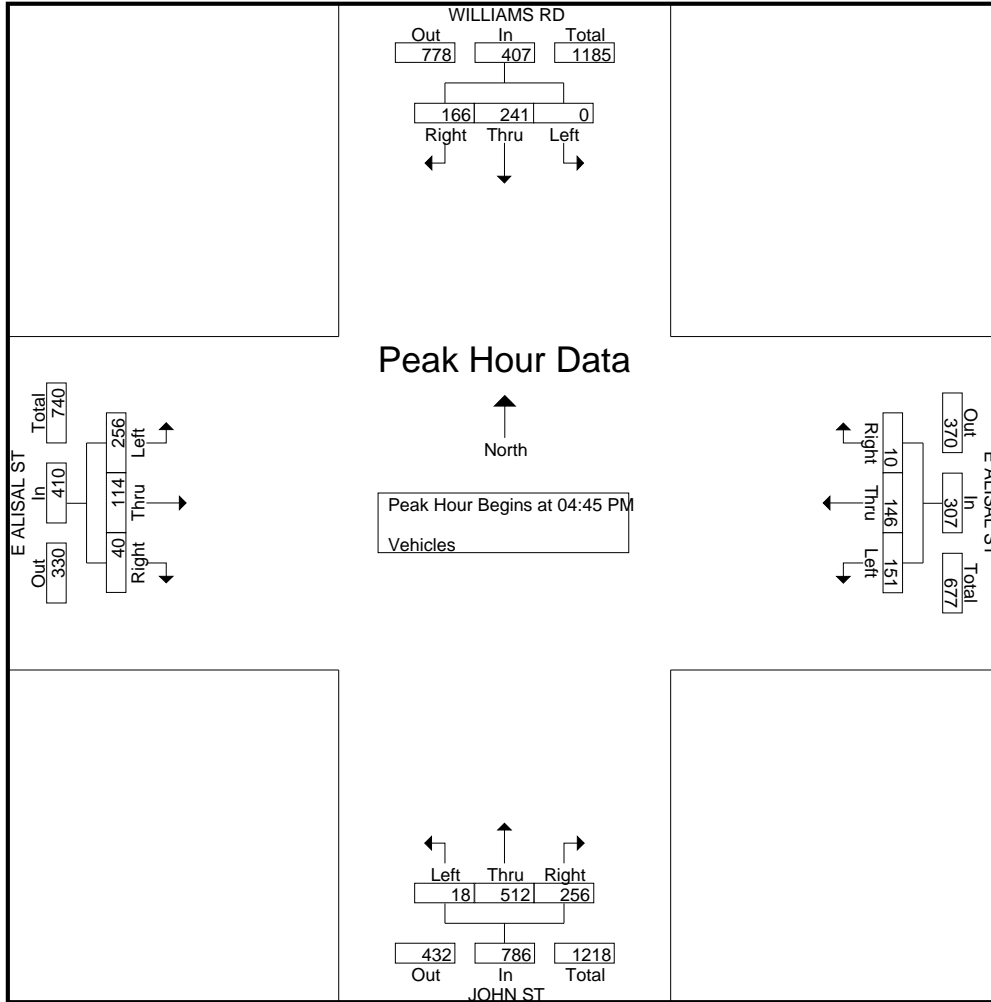 WILLIAMS RD
Out In Total
778 407 1185
166 241 0
Right Thru Left
Peak Hour Data
North
Peak Hour Begins at 04:45 PM
Vehicles
E ALISAL ST
Total In Out
740 410 330
256 114 40
Left Thru Right
E ALISAL ST
Out In Total
370 307 677
10 146 151
Right Thru Left
Left Thru Right
18 512 256
432 786 1218
Out In Total
JOHN ST